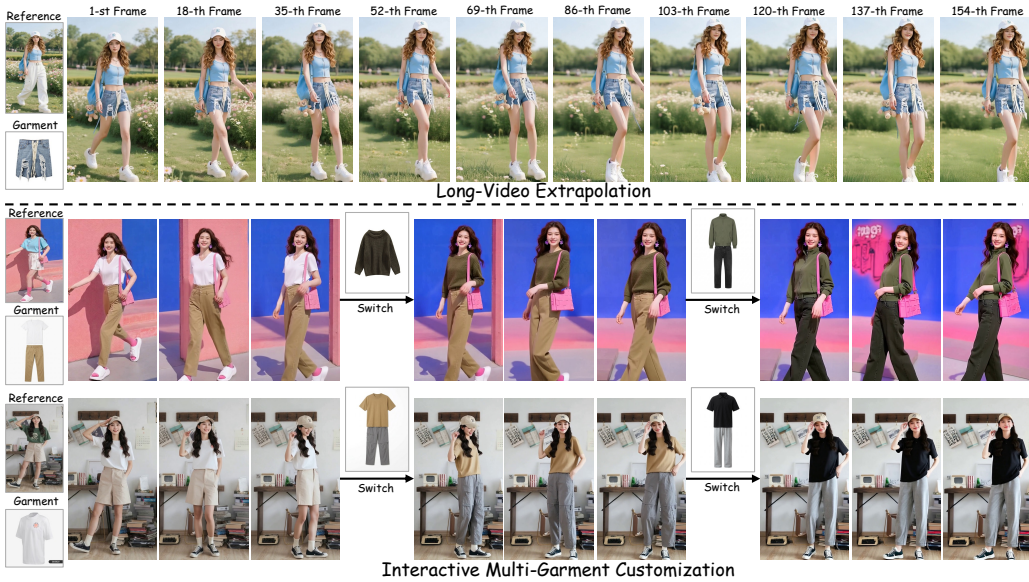 Reference
1-st Frame 18-th Frame 35-th Frame 52-th Frame 69-th Frame 86-th Frame 103-th Frame 120-th Frame 137-th Frame 154-th Frame
Garment
Long-Video Extrapolation
Reference
Garment
Switch
Switch
Reference
Garment
Switch
Switch
Interactive Multi-Garment Customization